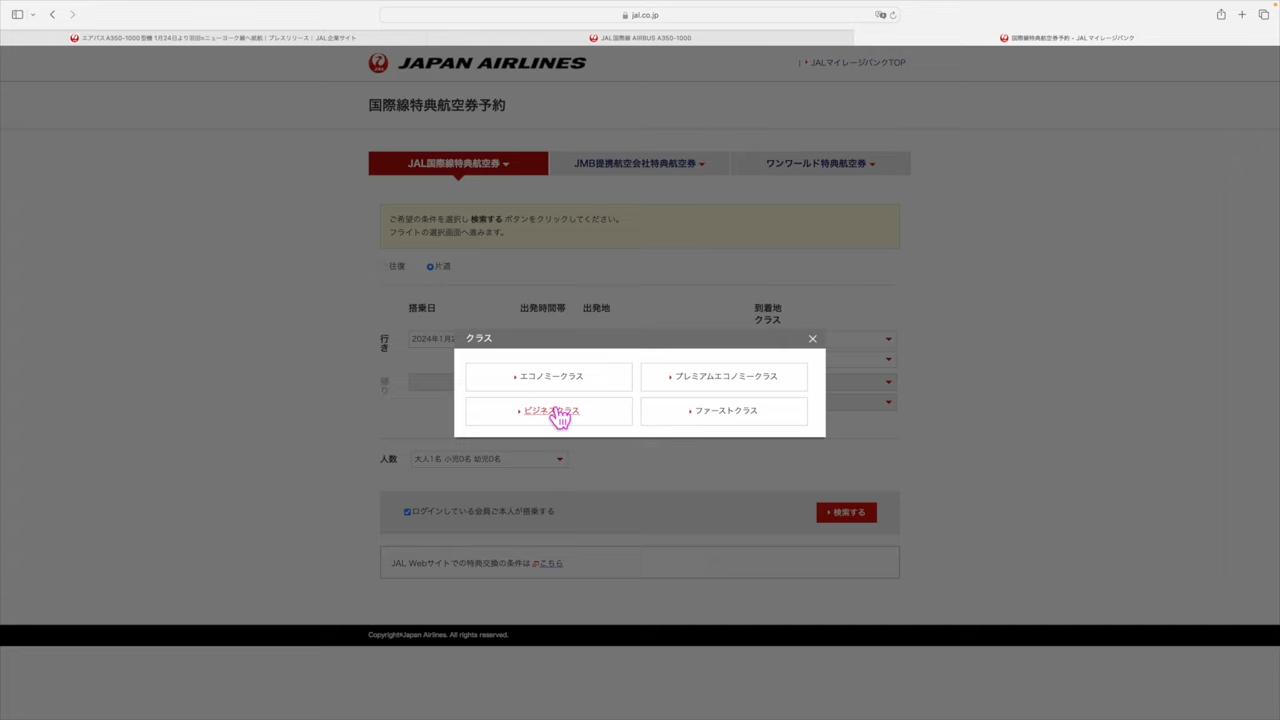 jal.co.jp
エアバスA350-1000型機 1月24日より羽田=ニューヨーク線へ就航｜プレスリリース｜JAL企業サイト
JAL国際線 AIRBUS A350-1000
国際線特典航空券予約 - JALマイレージバンク
JAPAN AIRLINES
JALマイレージバンクTOP
国際線特典航空券予約
JAL国際線特典航空券
JMB提携航空会社特典航空券
ワンワールド特典航空券
ご希望の条件を選択し 検索する ボタンをクリックしてください。
フライトの選択画面へ進みます。
往復 片道
搭乗日 出発時間帯 出発地 到着地
クラス
行き
2024年1月2
帰り
クラス
エコノミークラス
プレミアムエコノミークラス
ビジネスクラス
ファーストクラス
人数 大人1名 小児0名 幼児0名
ログインしている会員ご本人が搭乗する
検索する
JAL Webサイトでの特典交換の条件は こちら
Copyright©Japan Airlines. All rights reserved.